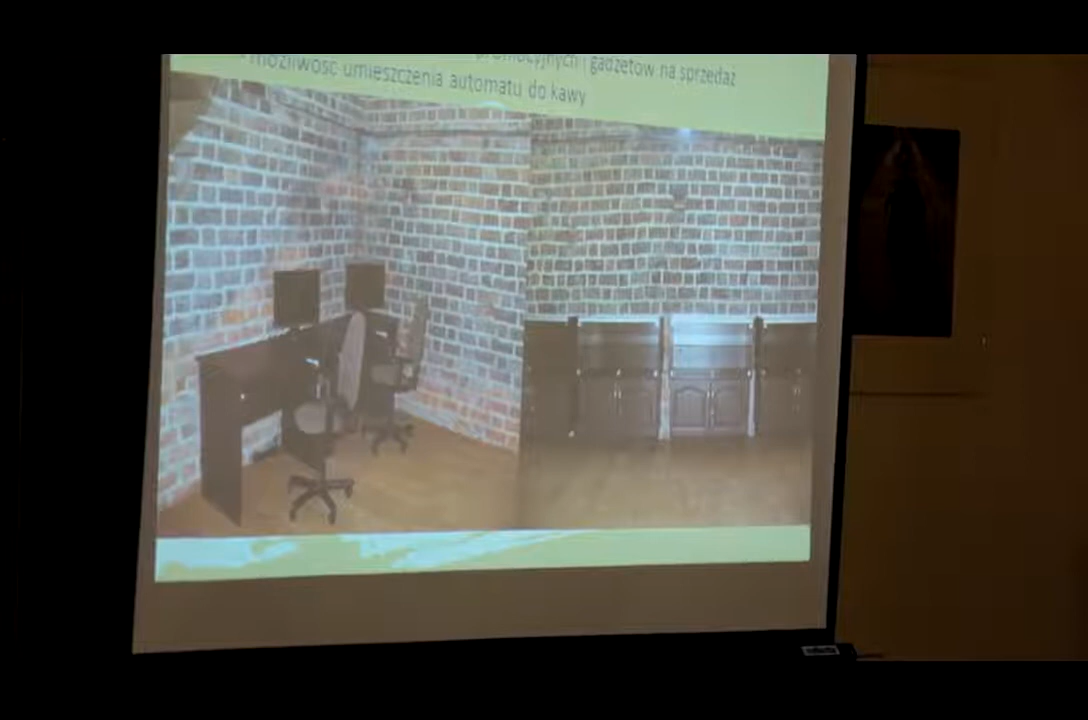 promocyjnych i gadżetów na sprzedaż
możliwość umieszczenia automatu do kawy